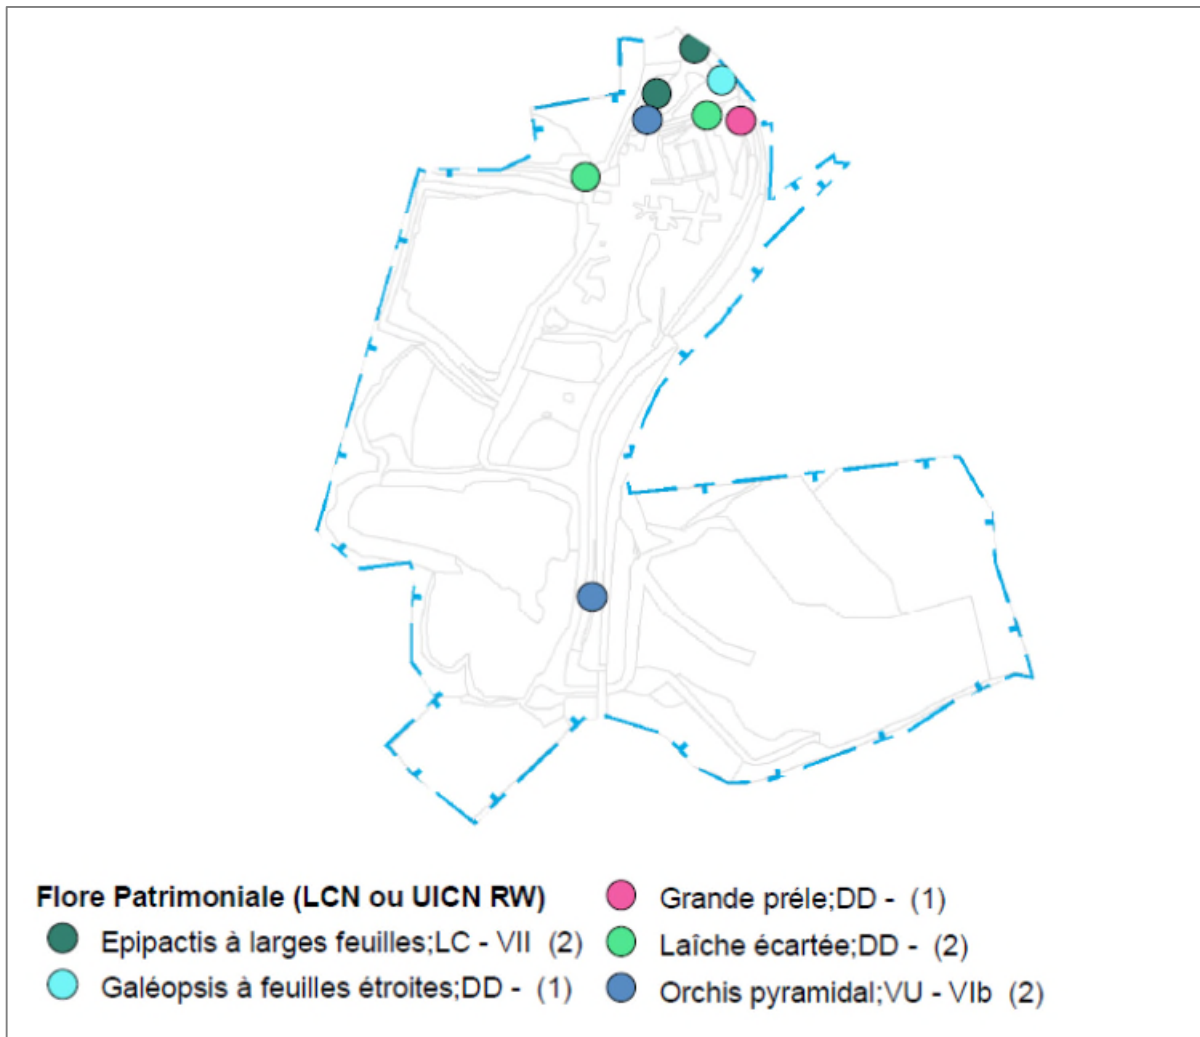 Flore Patrimoniale (LCN ou UICN RW)
Epipactis à larges feuilles;LC - VII (2)
Galéopsis à feuilles étroites;DD - (1)
Grande préle;DD - (1)
Laîche écartée;DD - (2)
Orchis pyramidal;VU - VIb (2)